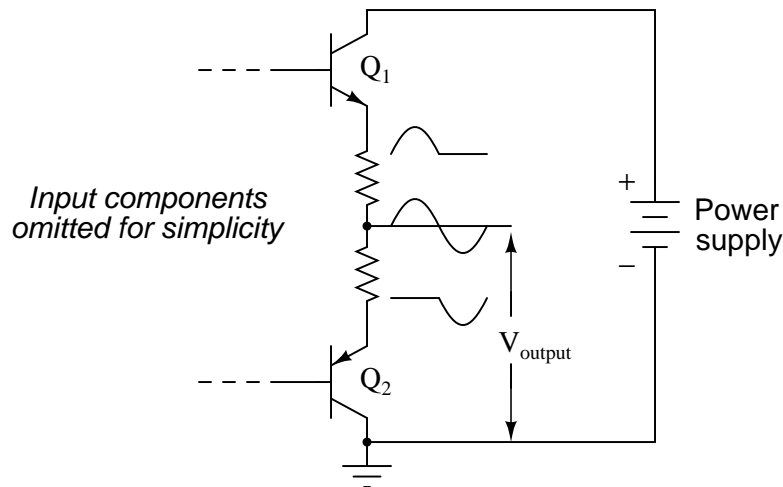 Q1
Input components
omitted for simplicity
+
Power
supply
−
Voutput
Q2